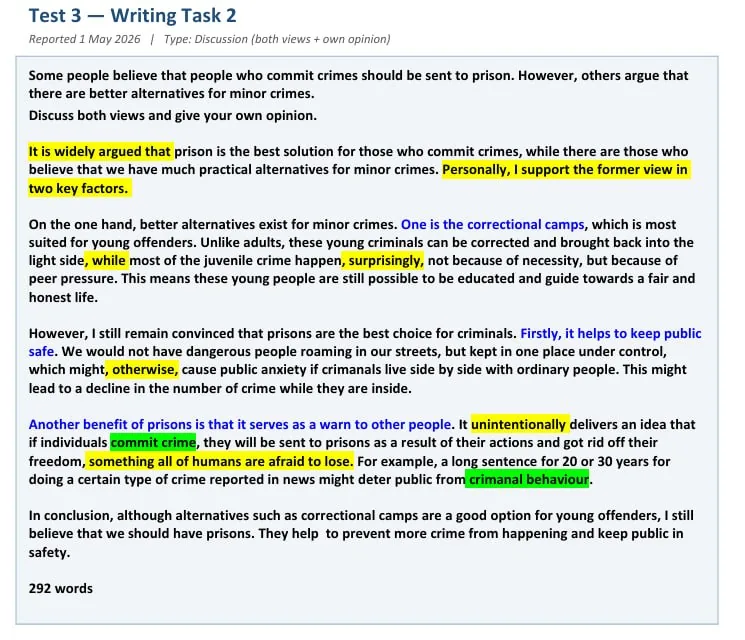 Test 3 — Writing Task 2
Reported 1 May 2026 | Type: Discussion (both views + own opinion)
Some people believe that people who commit crimes should be sent to prison. However, others argue that
there are better alternatives for minor crimes.
Discuss both views and give your own opinion.
It is widely argued that prison is the best solution for those who commit crimes, while there are those who
believe that we have much practical alternatives for minor crimes. Personally, I support the former view in
two key factors.
On the one hand, better alternatives exist for minor crimes. One is the correctional camps, which is most
suited for young offenders. Unlike adults, these young criminals can be corrected and brought back into the
light side, while most of the juvenile crime happen, surprisingly, not because of necessity, but because of
peer pressure. This means these young people are still possible to be educated and guide towards a fair and
honest life.
However, I still remain convinced that prisons are the best choice for criminals. Firstly, it helps to keep public
safe. We would not have dangerous people roaming in our streets, but kept in one place under control,
which might, otherwise, cause public anxiety if crimanals live side by side with ordinary people. This might
lead to a decline in the number of crime while they are inside.
Another benefit of prisons is that it serves as a warn to other people. It unintentionally delivers an idea that
if individuals commit crime, they will be sent to prisons as a result of their actions and got rid off their
freedom, something all of humans are afraid to lose. For example, a long sentence for 20 or 30 years for
doing a certain type of crime reported in news might deter public from crimanal behaviour.
In conclusion, although alternatives such as correctional camps are a good option for young offenders, I still
believe that we should have prisons. They help to prevent more crime from happening and keep public in
safety.
292 words